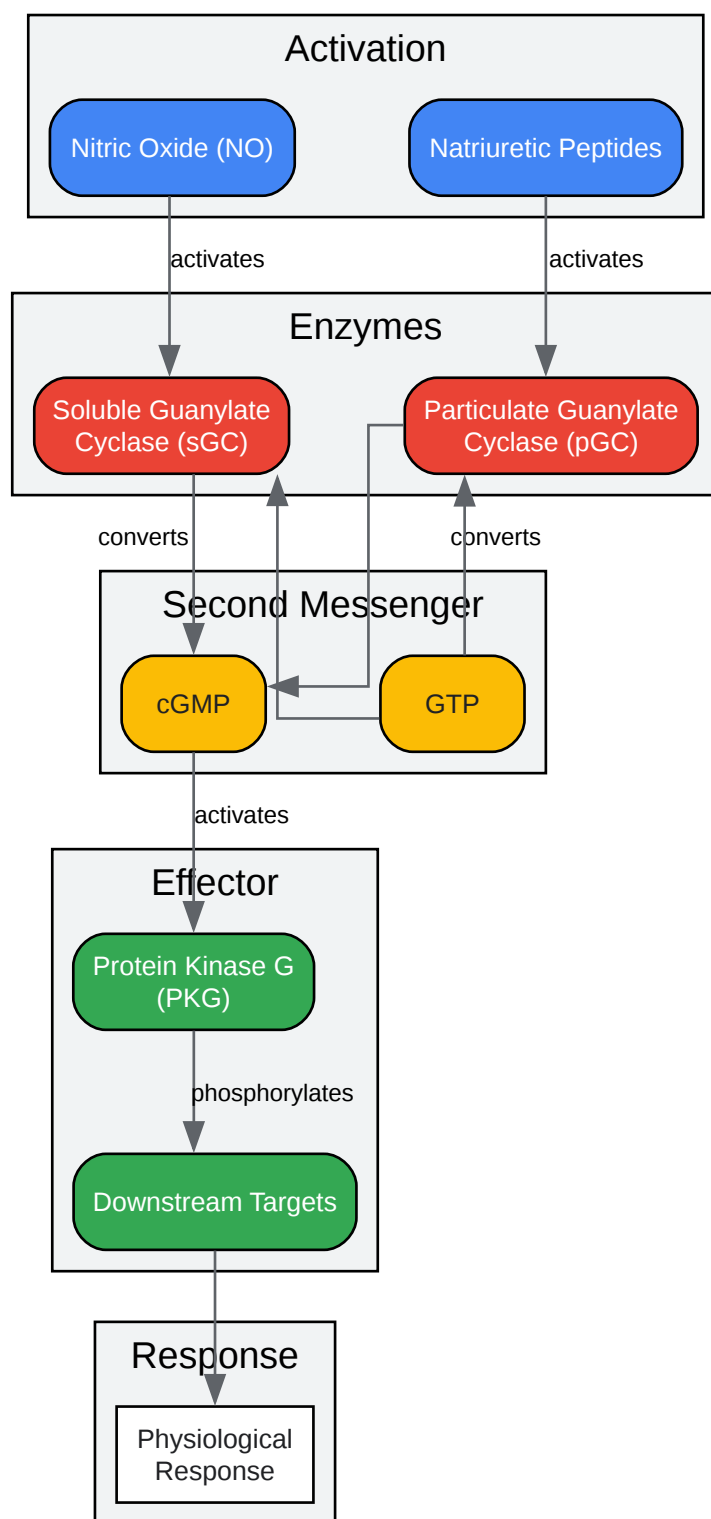 Activation
Nitric Oxide (NO)
Natriuretic Peptides
activates
activates
Enzymes
Soluble Guanylate
Cyclase (sGC)
Particulate Guanylate
Cyclase (pGC)
converts
converts
Second Messenger
cGMP
GTP
activates
Effector
Protein Kinase G
(PKG)
phosphorylates
Downstream Targets
Response
Physiological
Response